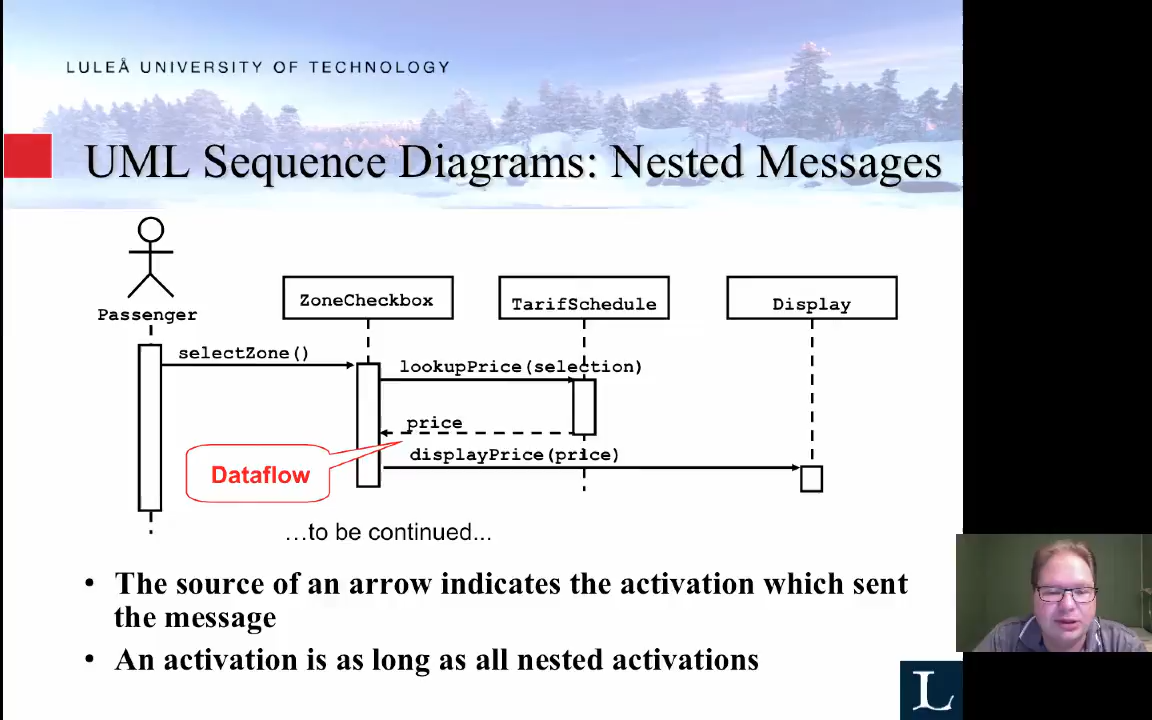 LULEÅ UNIVERSITY OF TECHNOLOGY
UML Sequence Diagrams: Nested Messages
Passenger
ZoneCheckbox
TarifSchedule
Display
selectZone()
lookupPrice(selection)
price
Dataflow
displayPrice(price)
…to be continued...
• The source of an arrow indicates the activation which sent
the message
• An activation is as long as all nested activations
L